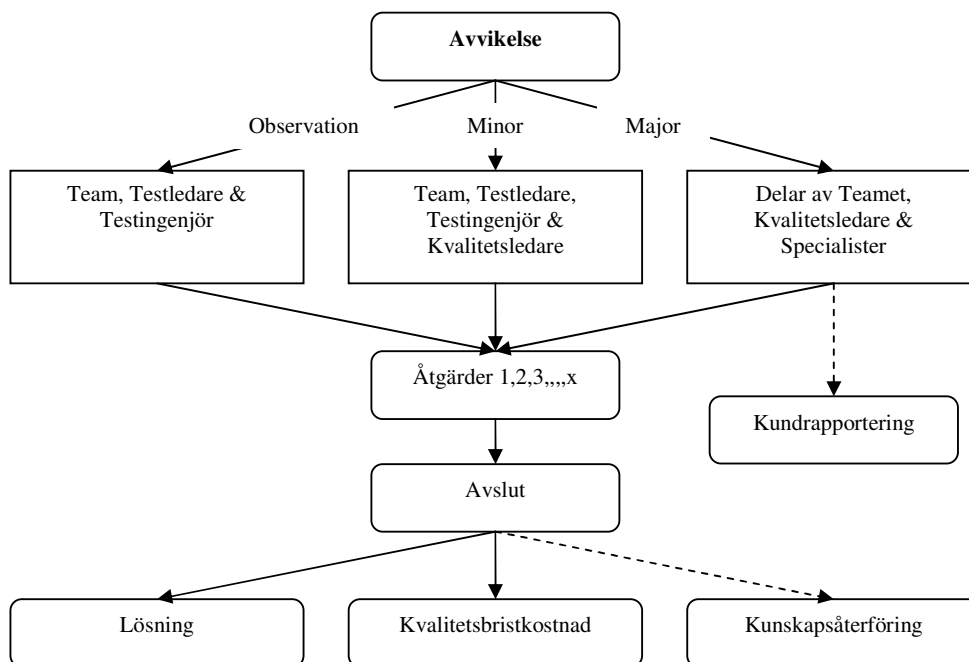 Avvikelse
Observation
Minor
Major
Team, Testledare &
Testingenjör
Team, Testledare,
Testingenjör &
Kvalitetsledare
Delar av Teamet,
Kvalitetsledare &
Specialister
Åtgärder 1,2,3,,,,x
Kundrapportering
Avslut
Lösning
Kvalitetsbristkostnad
Kunskapsåterföring